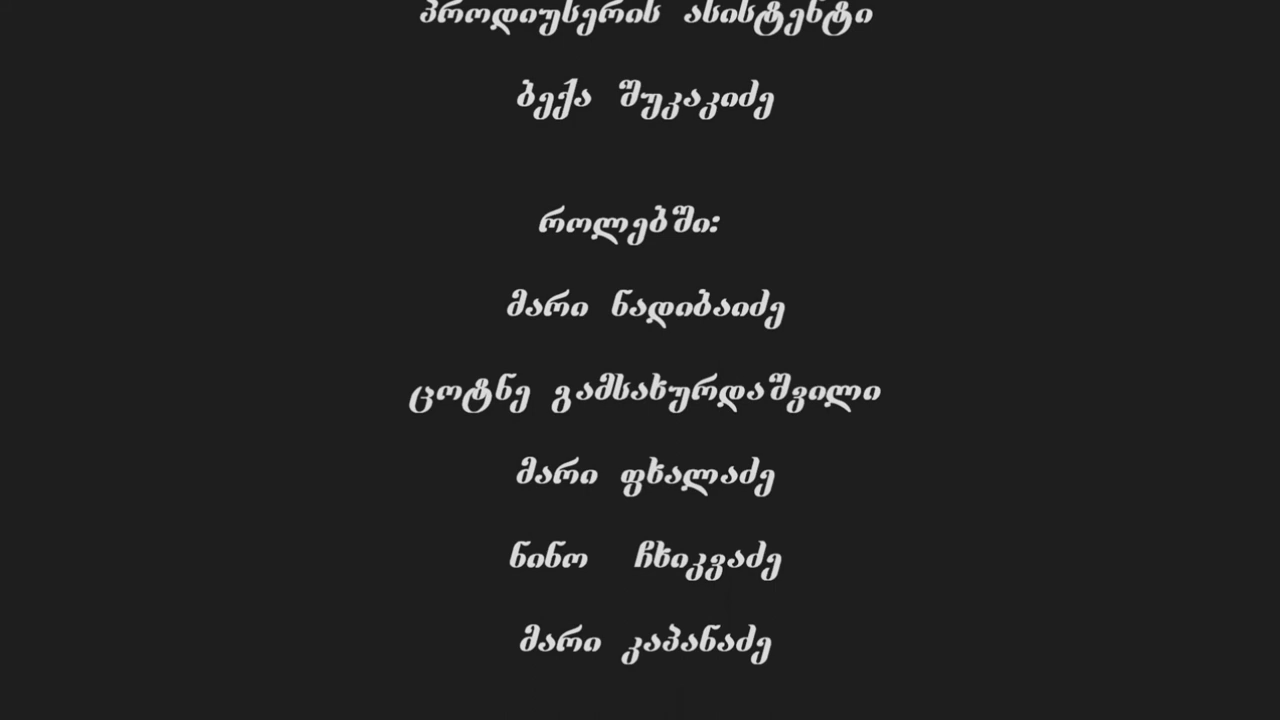 პროდიუსერის ასისტენტი
ბექა შუკაკიძე
როლებში:
მარი ნადიბაიძე
ცოტნე გამსახურდაშვილი
მარი ფხალაძე
ნინო ჩხიკვაძე
მარი კაპანაძე